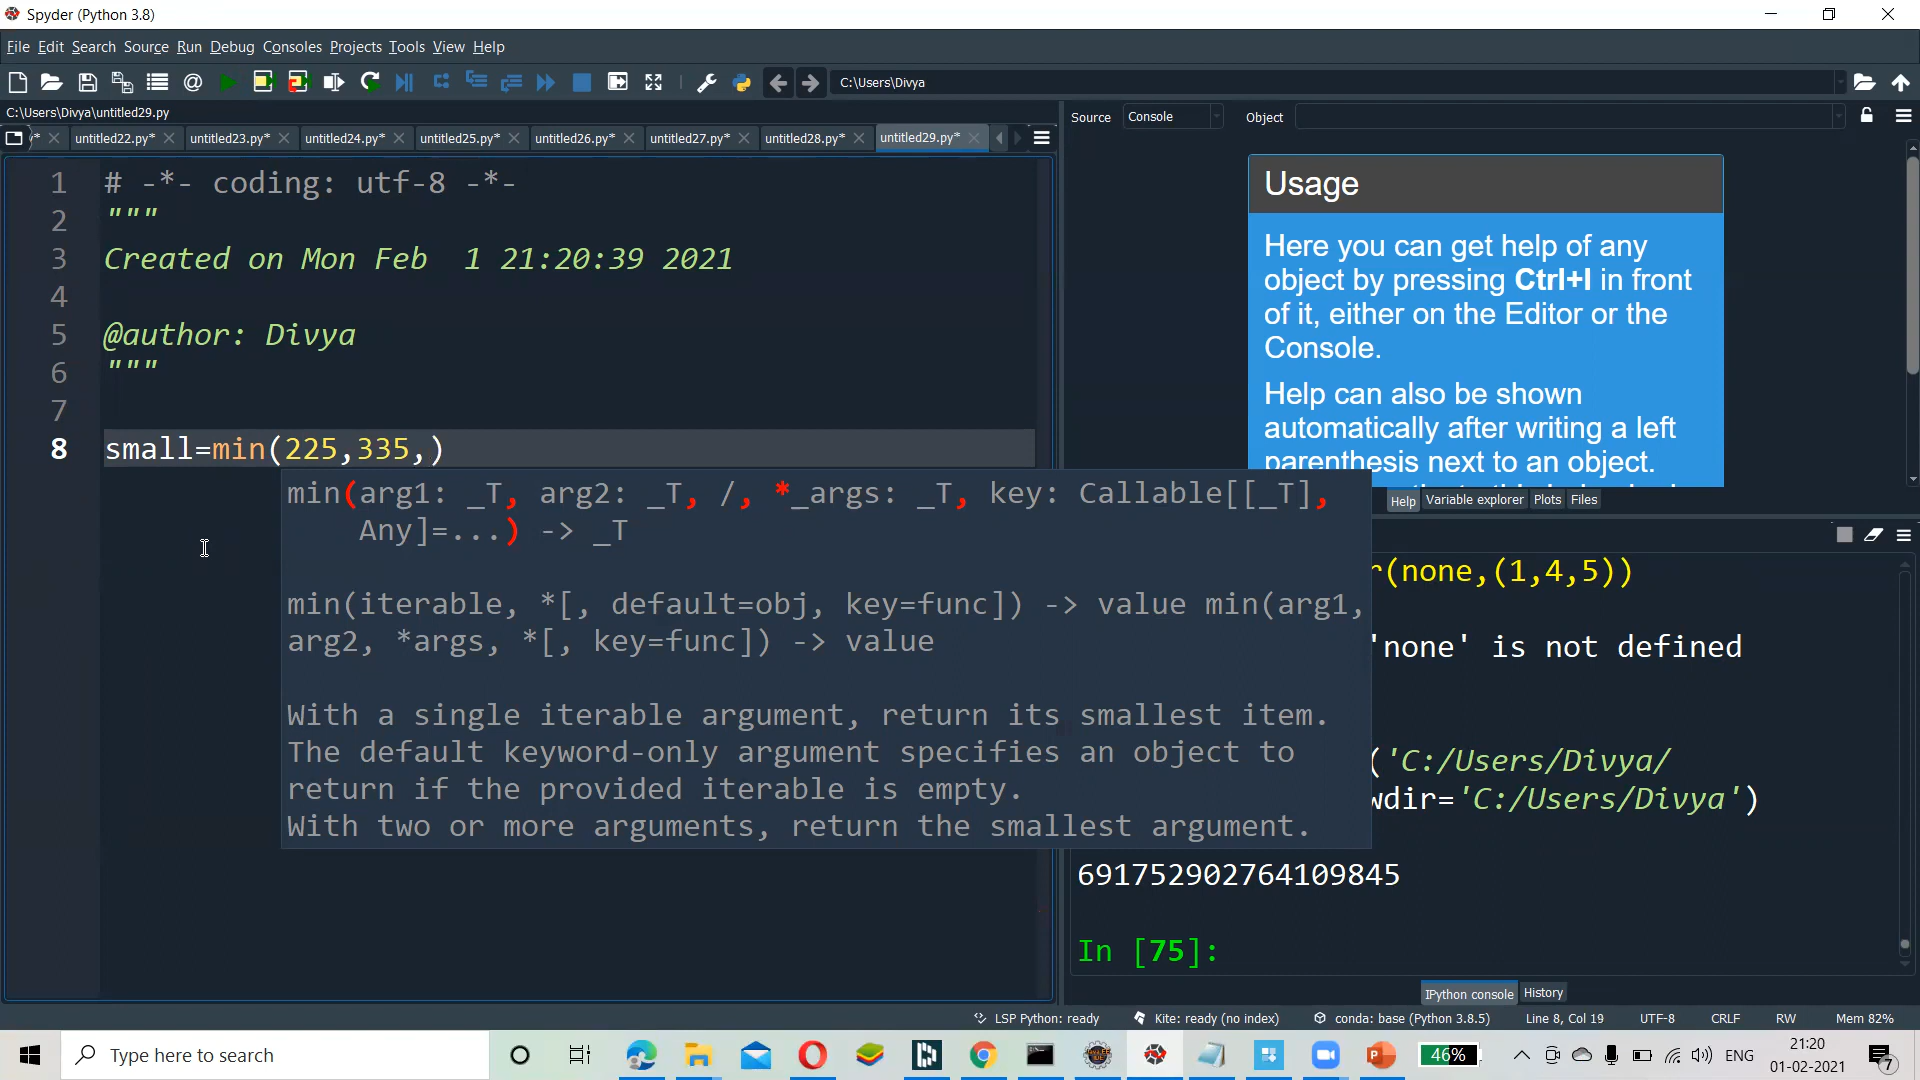 Spyder (Python 3.8)
File Edit Search Source Run Debug Consoles Projects Tools View Help
C:\Users\Divya
C:\Users\Divya\untitled29.py
untitled22.py* untitled23.py* untitled24.py* untitled25.py* untitled26.py* untitled27.py* untitled28.py* untitled29.py*
1 # -*- coding: utf-8 -*-
2 """
3 Created on Mon Feb  1 21:20:39 2021
4
5 @author: Divya
6 """
7
8 small=min(225,335,)
min(arg1: _T, arg2: _T, /, *_args: _T, key: Callable[[_T],
Any]=...) -> _T
min(iterable, *[, default=obj, key=func]) -> value min(arg1,
arg2, *args, *[, key=func]) -> value
With a single iterable argument, return its smallest item.
The default keyword-only argument specifies an object to
return if the provided iterable is empty.
With two or more arguments, return the smallest argument.
Source Console Object
Usage
Here you can get help of any
object by pressing Ctrl+I in front
of it, either on the Editor or the
Console.
Help can also be shown
automatically after writing a left
parenthesis next to an object.
Help Variable explorer Plots Files
r(none,(1,4,5))
'none' is not defined
('C:/Users/Divya/
wdir='C:/Users/Divya')
691752902764109845
In [75]:
IPython console History
LSP Python: ready Kite: ready (no index) conda: base (Python 3.8.5) Line 8, Col 19 UTF-8 CRLF RW Mem 82%
Type here to search
46%
ENG
21:20
01-02-2021
7